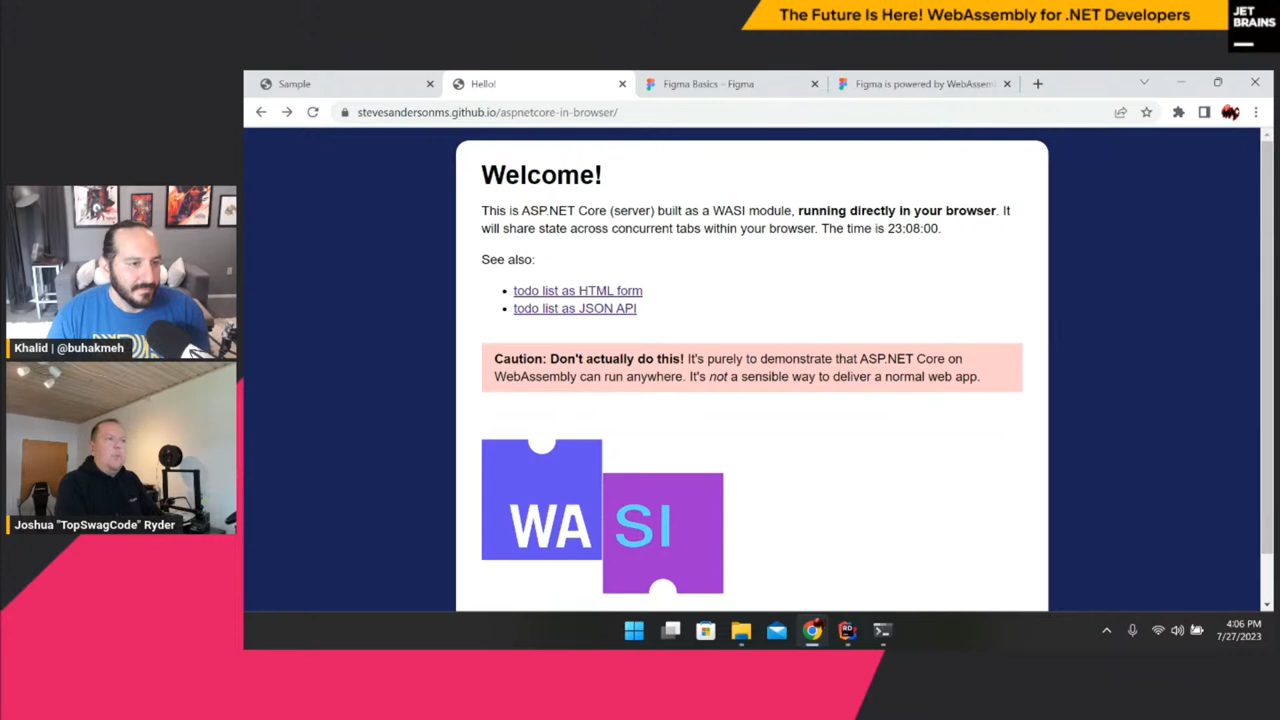 The Future Is Here! WebAssembly for .NET Developers
JET
BRAINS
Sample
Hello!
Figma Basics – Figma
Figma is powered by WebAssem
stevesandersonms.github.io/aspnetcore-in-browser/
Welcome!
This is ASP.NET Core (server) built as a WASI module, running directly in your browser. It
will share state across concurrent tabs within your browser. The time is 23:08:00.
See also:
• todo list as HTML form
• todo list as JSON API
Caution: Don't actually do this! It's purely to demonstrate that ASP.NET Core on
WebAssembly can run anywhere. It's not a sensible way to deliver a normal web app.
WA
SI
Khalid | @buhakmeh
Joshua "TopSwagCode" Ryder
RD
4:06 PM
7/27/2023